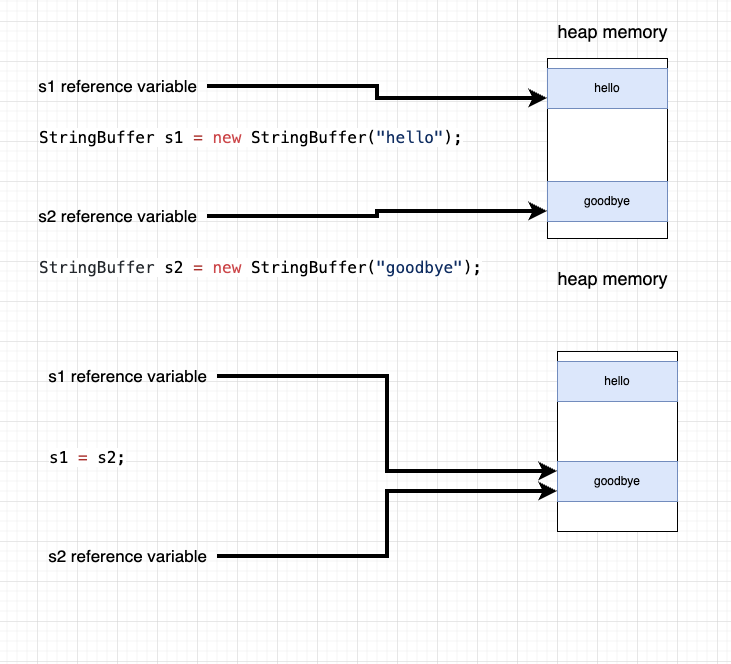 heap memory
s1 reference variable
hello
StringBuffer s1 = new StringBuffer("hello");
s2 reference variable
goodbye
StringBuffer s2 = new StringBuffer("goodbye");
heap memory
s1 reference variable
hello
s1 = s2;
goodbye
s2 reference variable